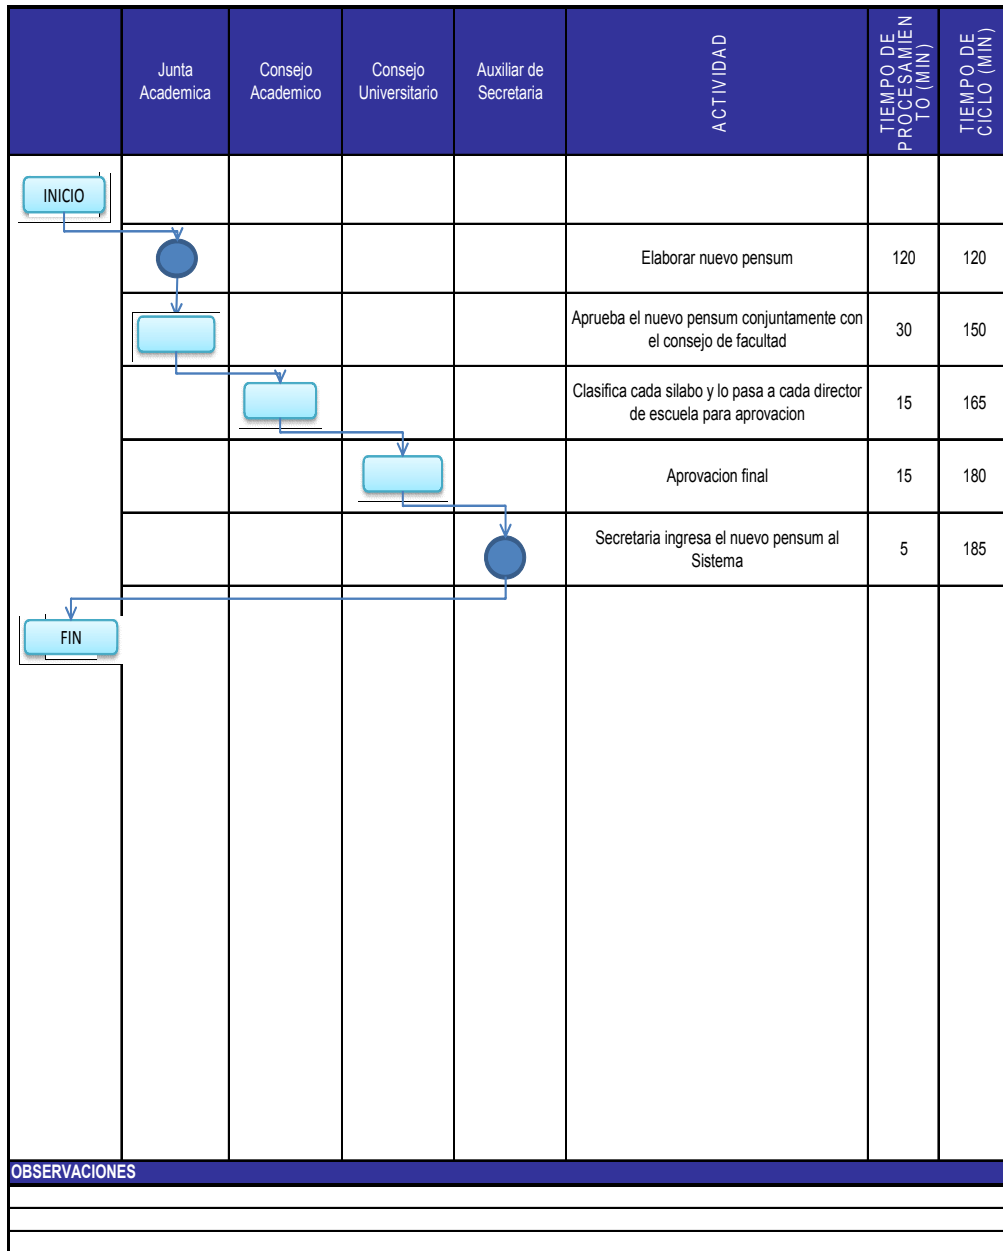 Junta
Academica
Consejo
Academico
Consejo
Universitario
Auxiliar de
Secretaria
ACTIVIDAD
TIEMPO DE
PROCESAMIEN
TO (MIN)
TIEMPO DE
CICLO (MIN)
INICIO
Elaborar nuevo pensum
120
120
Aprueba el nuevo pensum conjuntamente con
el consejo de facultad
30
150
Clasifica cada silabo y lo pasa a cada director
de escuela para aprovacion
15
165
Aprovacion final
15
180
Secretaria ingresa el nuevo pensum al
Sistema
5
185
FIN
OBSERVACIONES